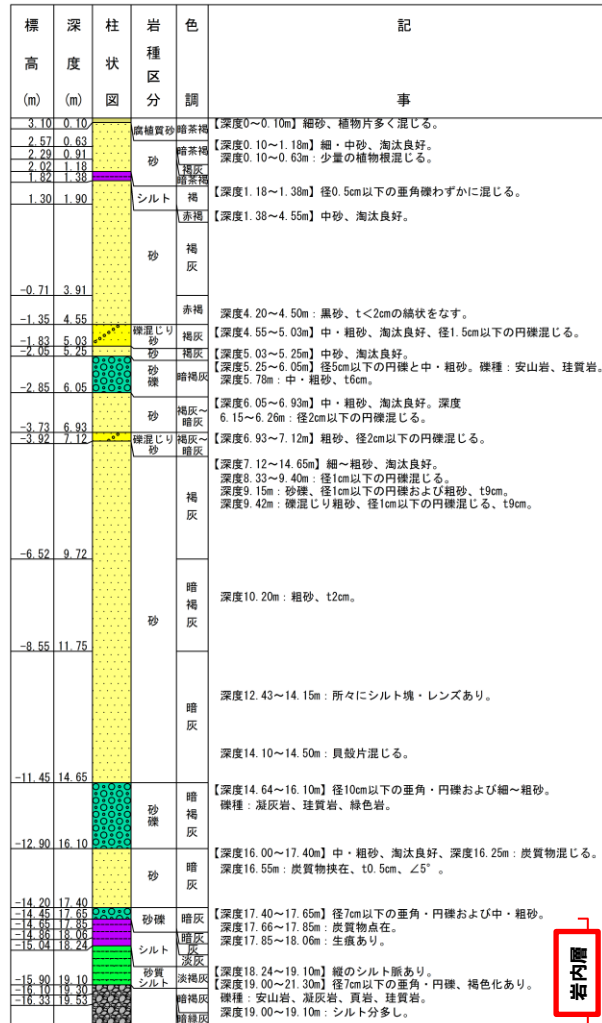 標高(m) 深度(m) 柱状図 岩種区分 色調 記事
3.10 0.10
腐植質砂 暗茶褐 【深度0～0.10m】細砂、植物片多く混じる。
2.57 0.63
砂 暗茶褐 【深度0.10～1.18m】細・中砂、淘汰良好。
2.29 0.91
深度0.10～0.63m：少量の植物根混じる。
2.02 1.18
褐灰
1.82 1.38
暗茶褐
シルト 褐 【深度1.18～1.38m】径0.5cm以下の亜角礫わずかに混じる。
1.30 1.90
赤褐 【深度1.38～4.55m】中砂、淘汰良好。
砂 褐灰
-0.71 3.91
赤褐 深度4.20～4.50m：黒砂、t<2cmの縞状をなす。
-1.35 4.55
礫混じり砂 褐灰 【深度4.55～5.03m】中・粗砂、淘汰良好、径1.5cm以下の円礫混じる。
-1.83 5.03
砂 褐灰 【深度5.03～5.25m】中砂、淘汰良好。
-2.05 5.25
砂礫 暗褐灰 【深度5.25～6.05m】径5cm以下の円礫と中・粗砂。礫種：安山岩、珪質岩。
深度5.78m：中・粗砂、t6cm。
-2.85 6.05
砂 褐灰～暗灰 【深度6.05～6.93m】中・粗砂、淘汰良好。深度
6.15～6.26m：径2cm以下の円礫混じる。
-3.73 6.93
礫混じり砂 褐灰～暗灰 【深度6.93～7.12m】粗砂、径2cm以下の円礫混じる。
-3.92 7.12
【深度7.12～14.65m】細～粗砂、淘汰良好。
深度8.33～9.40m：径1cm以下の円礫混じる。
深度9.15m：砂礫、径1cm以下の円礫および粗砂、t9cm。
褐灰 深度9.42m：礫混じり粗砂、径1cm以下の円礫混じる、t9cm。
-6.52 9.72
砂 暗褐灰 深度10.20m：粗砂、t2cm。
-8.55 11.75
暗灰 深度12.43～14.15m：所々にシルト塊・レンズあり。
深度14.10～14.50m：貝殻片混じる。
-11.45 14.65
砂礫 暗褐灰 【深度14.64～16.10m】径10cm以下の亜角・円礫および細～粗砂。
礫種：凝灰岩、珪質岩、緑色岩。
-12.90 16.10
砂 暗灰 【深度16.00～17.40m】中・粗砂、淘汰良好、深度16.25m：炭質物混じる。
深度16.55m：炭質物挟在、t0.5cm、∠5°。
-14.20 17.40
砂礫 暗灰 【深度17.40～17.65m】径7cm以下の亜角・円礫および中・粗砂。
-14.45 17.65
深度17.66～17.85m：炭質物点在。
-14.65 17.85
シルト 暗灰 深度17.85～18.06m：生痕あり。
-14.86 18.06
灰
-15.04 18.24
淡灰
砂質シルト 淡褐灰 【深度18.24～19.10m】縦のシルト脈あり。
-15.90 19.10
【深度19.00～21.30m】径7cm以下の亜角・円礫、褐色化あり。
-16.10 19.30
暗褐灰 礫種：安山岩、凝灰岩、頁岩、珪質岩。
-16.33 19.53
深度19.00～19.10m：シルト分多し。
暗緑灰
岩内層